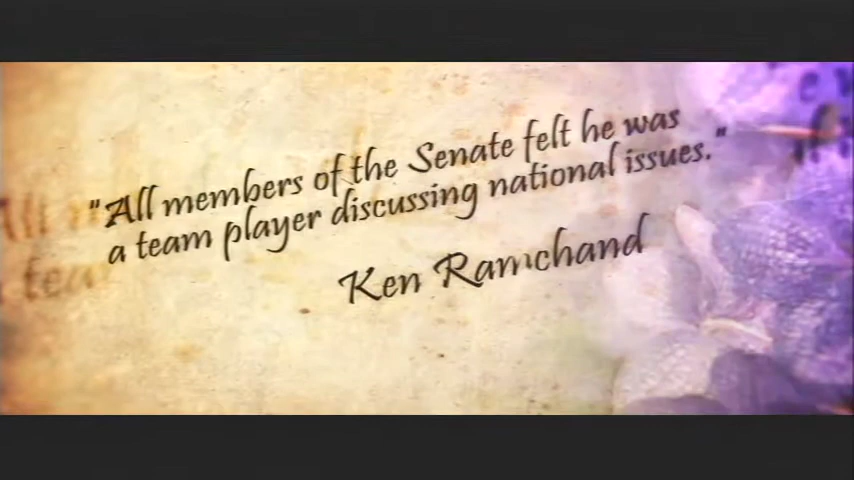 "All members of the Senate felt he was
a team player discussing national issues."
Ken Ramchand